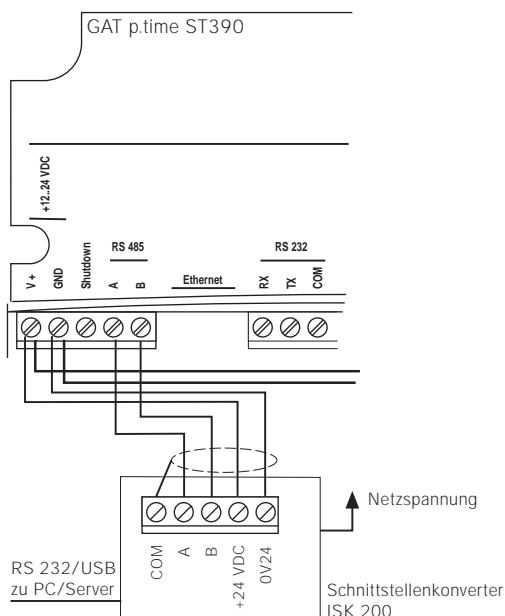 GAT p.time ST390
+12..24 VDC
RS 485
RS 232
V +
GND
Shutdown
A
B
Ethernet
RX
TX
COM
Netzspannung
COM
A
B
+24 VDC
0V24
RS 232/USB
zu PC/Server
Schnittstellenkonverter
ISK 200